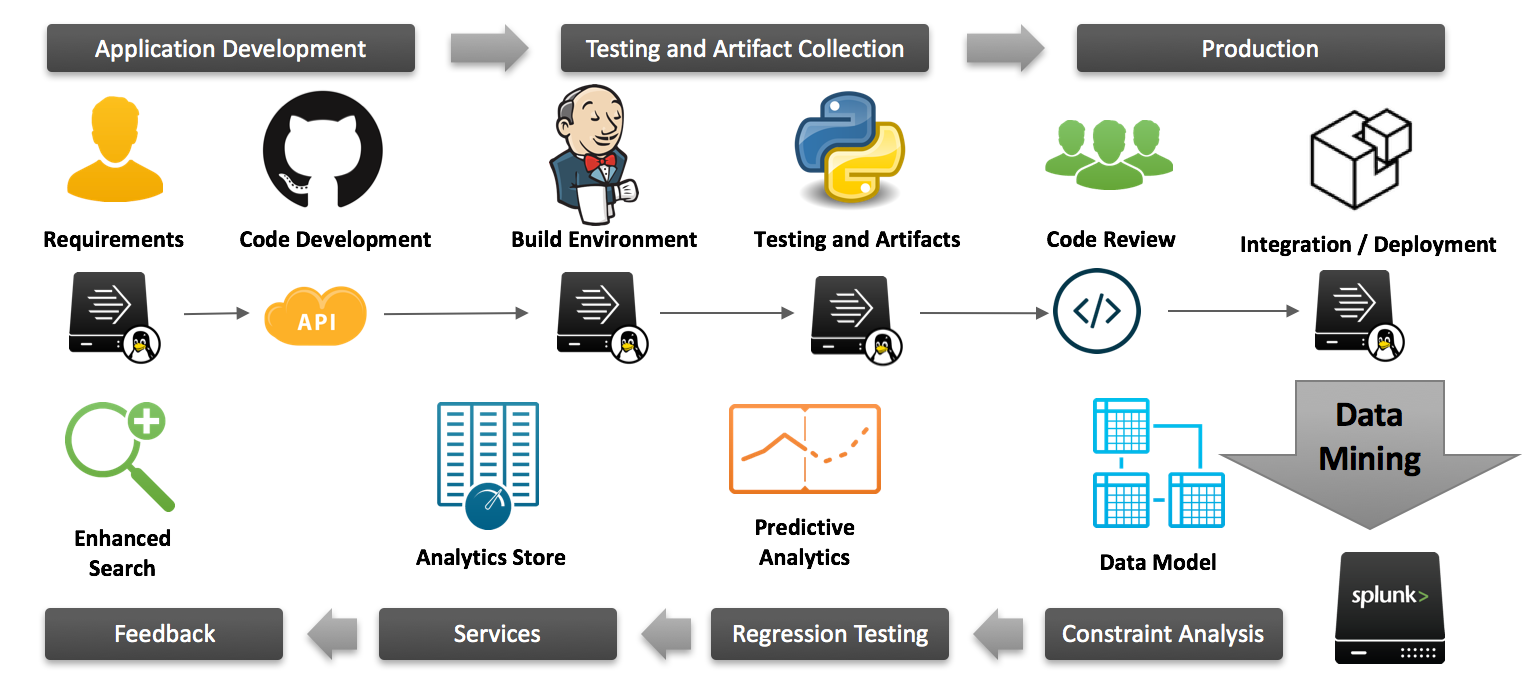 Application Development
Testing and Artifact Collection
Production
Requirements
Code Development
Build Environment
Testing and Artifacts
Code Review
Integration / Deployment
API
</>
Data
Mining
Enhanced
Search
Analytics Store
Predictive
Analytics
Data Model
splunk>
Feedback
Services
Regression Testing
Constraint Analysis